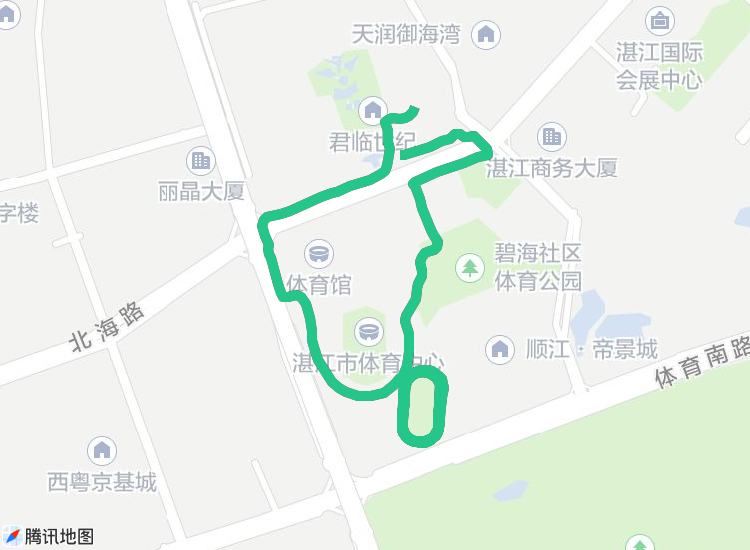 天润御海湾
湛江国际
会展中心
君临世纪
湛江商务大厦
丽晶大厦
字楼
碧海社区
体育公园
体育馆
北海路
湛江市体育中心
顺江·帝景城
体育南路
西粤京基城
腾讯地图